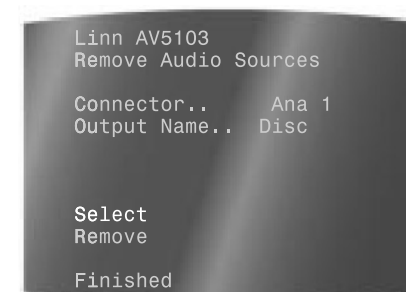 Linn AV5103
Remove Audio Sources
Connector.. Ana 1
Output Name.. Disc
Select
Remove
Finished